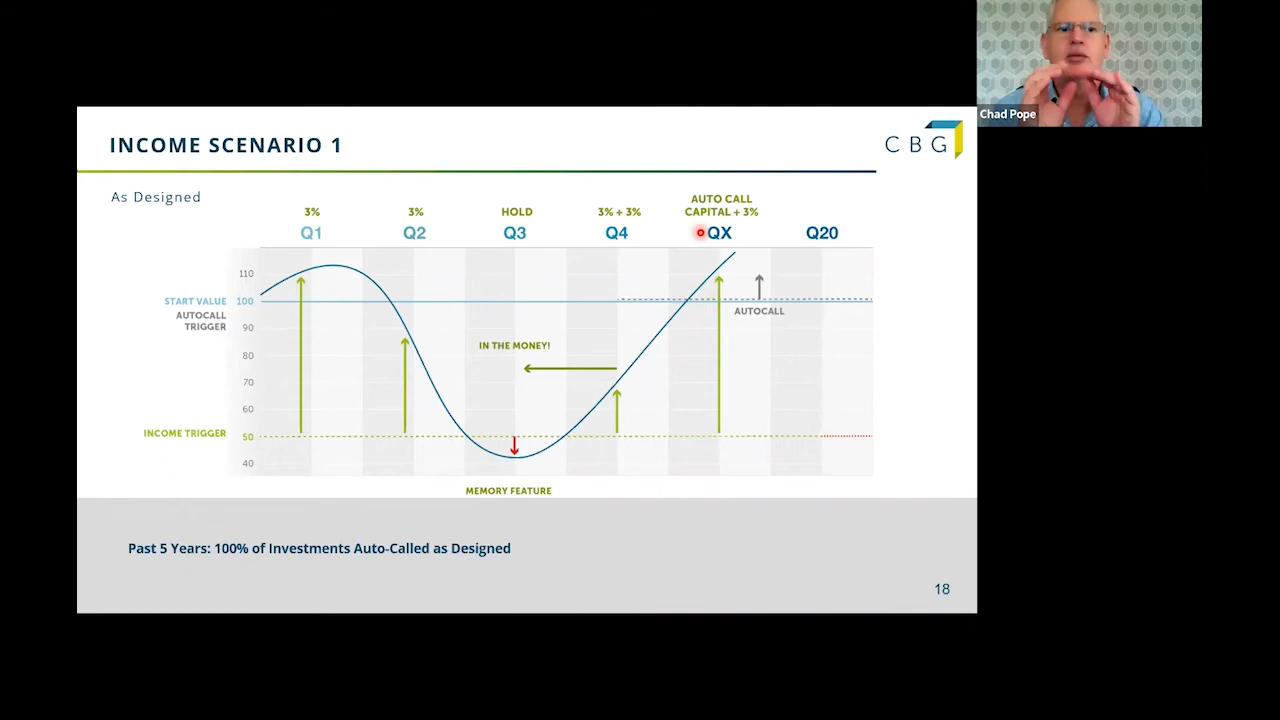 Chad Pope
INCOME SCENARIO 1
CBG
As Designed
3%
3%
HOLD
3% + 3%
AUTO CALL
CAPITAL + 3%
Q1
Q2
Q3
Q4
QX
Q20
110
START VALUE 100
AUTOCALL
TRIGGER
90
80
70
60
INCOME TRIGGER 50
40
IN THE MONEY!
AUTOCALL
MEMORY FEATURE
Past 5 Years: 100% of Investments Auto-Called as Designed
18